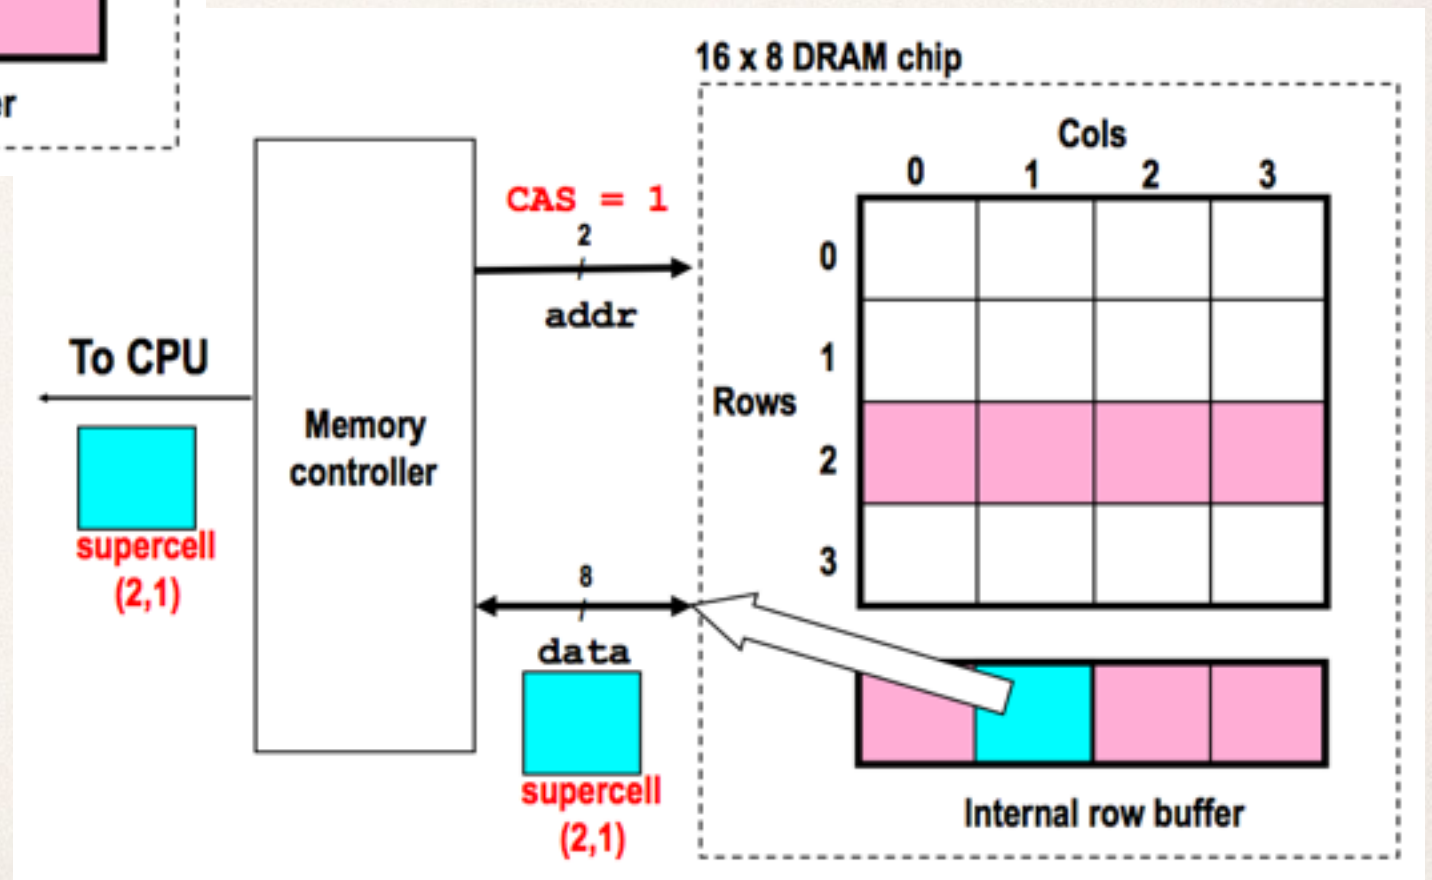 16 x 8 DRAM chip
er
Cols
0 1 2 3
CAS = 1
2
addr
0
1
Rows
2
3
To CPU
Memory
controller
supercell
(2,1)
8
data
supercell
(2,1)
Internal row buffer